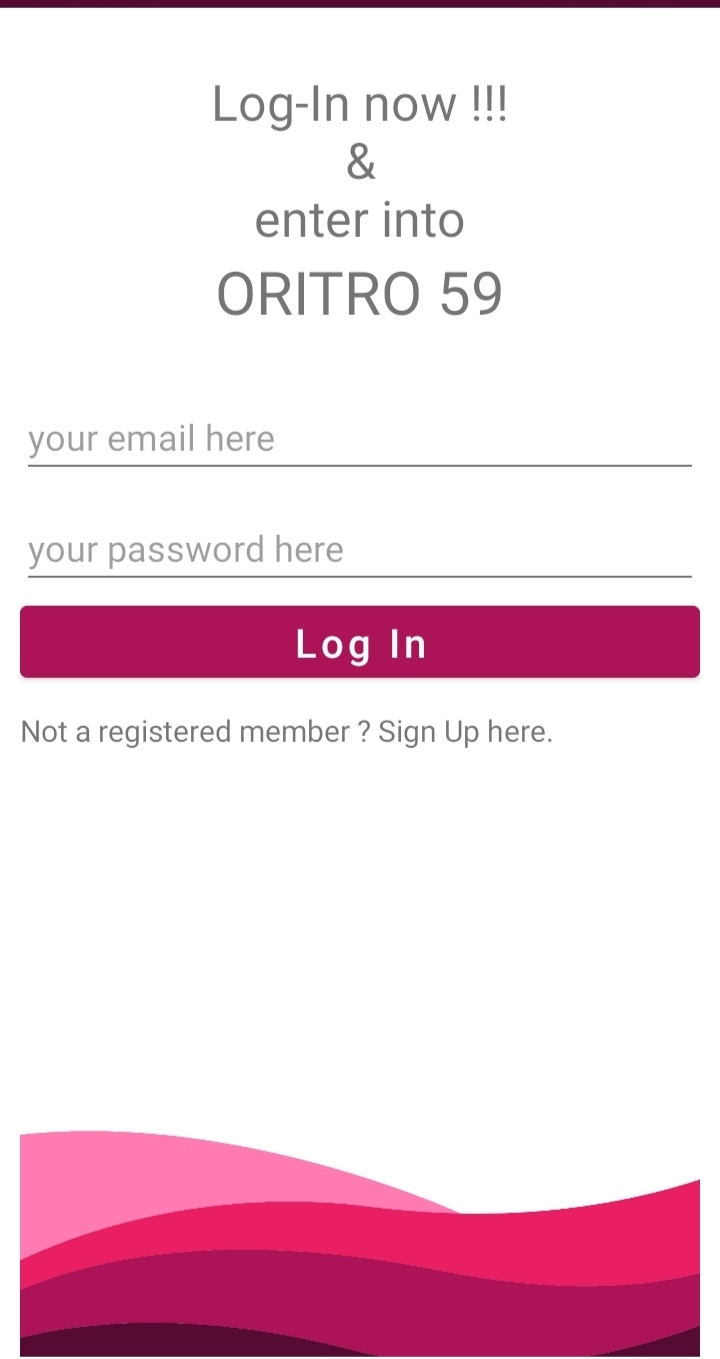 Log-In now !!!
&
enter into
ORITRO 59
your email here
your password here
Log In
Not a registered member ? Sign Up here.